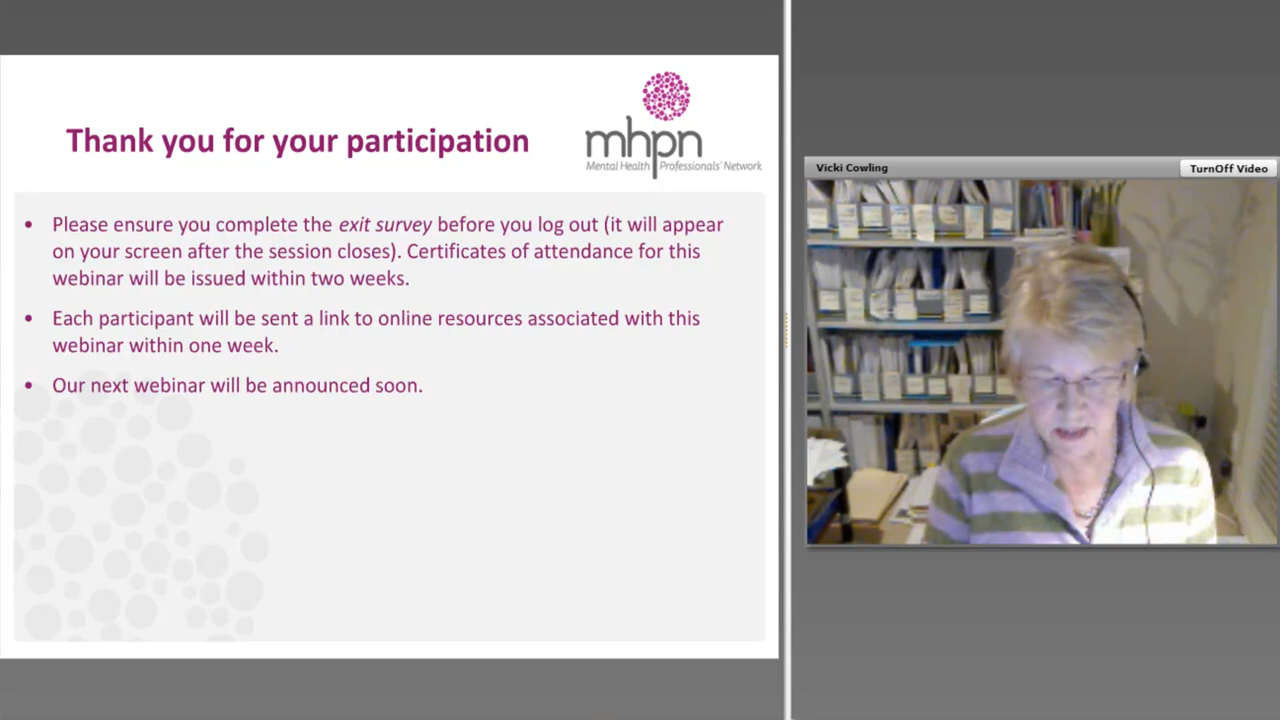 Thank you for your participation
mhpn
Mental Health Professionals' Network
• Please ensure you complete the exit survey before you log out (it will appear
on your screen after the session closes). Certificates of attendance for this
webinar will be issued within two weeks.
• Each participant will be sent a link to online resources associated with this
webinar within one week.
• Our next webinar will be announced soon.
Vicki Cowling
TurnOff Video